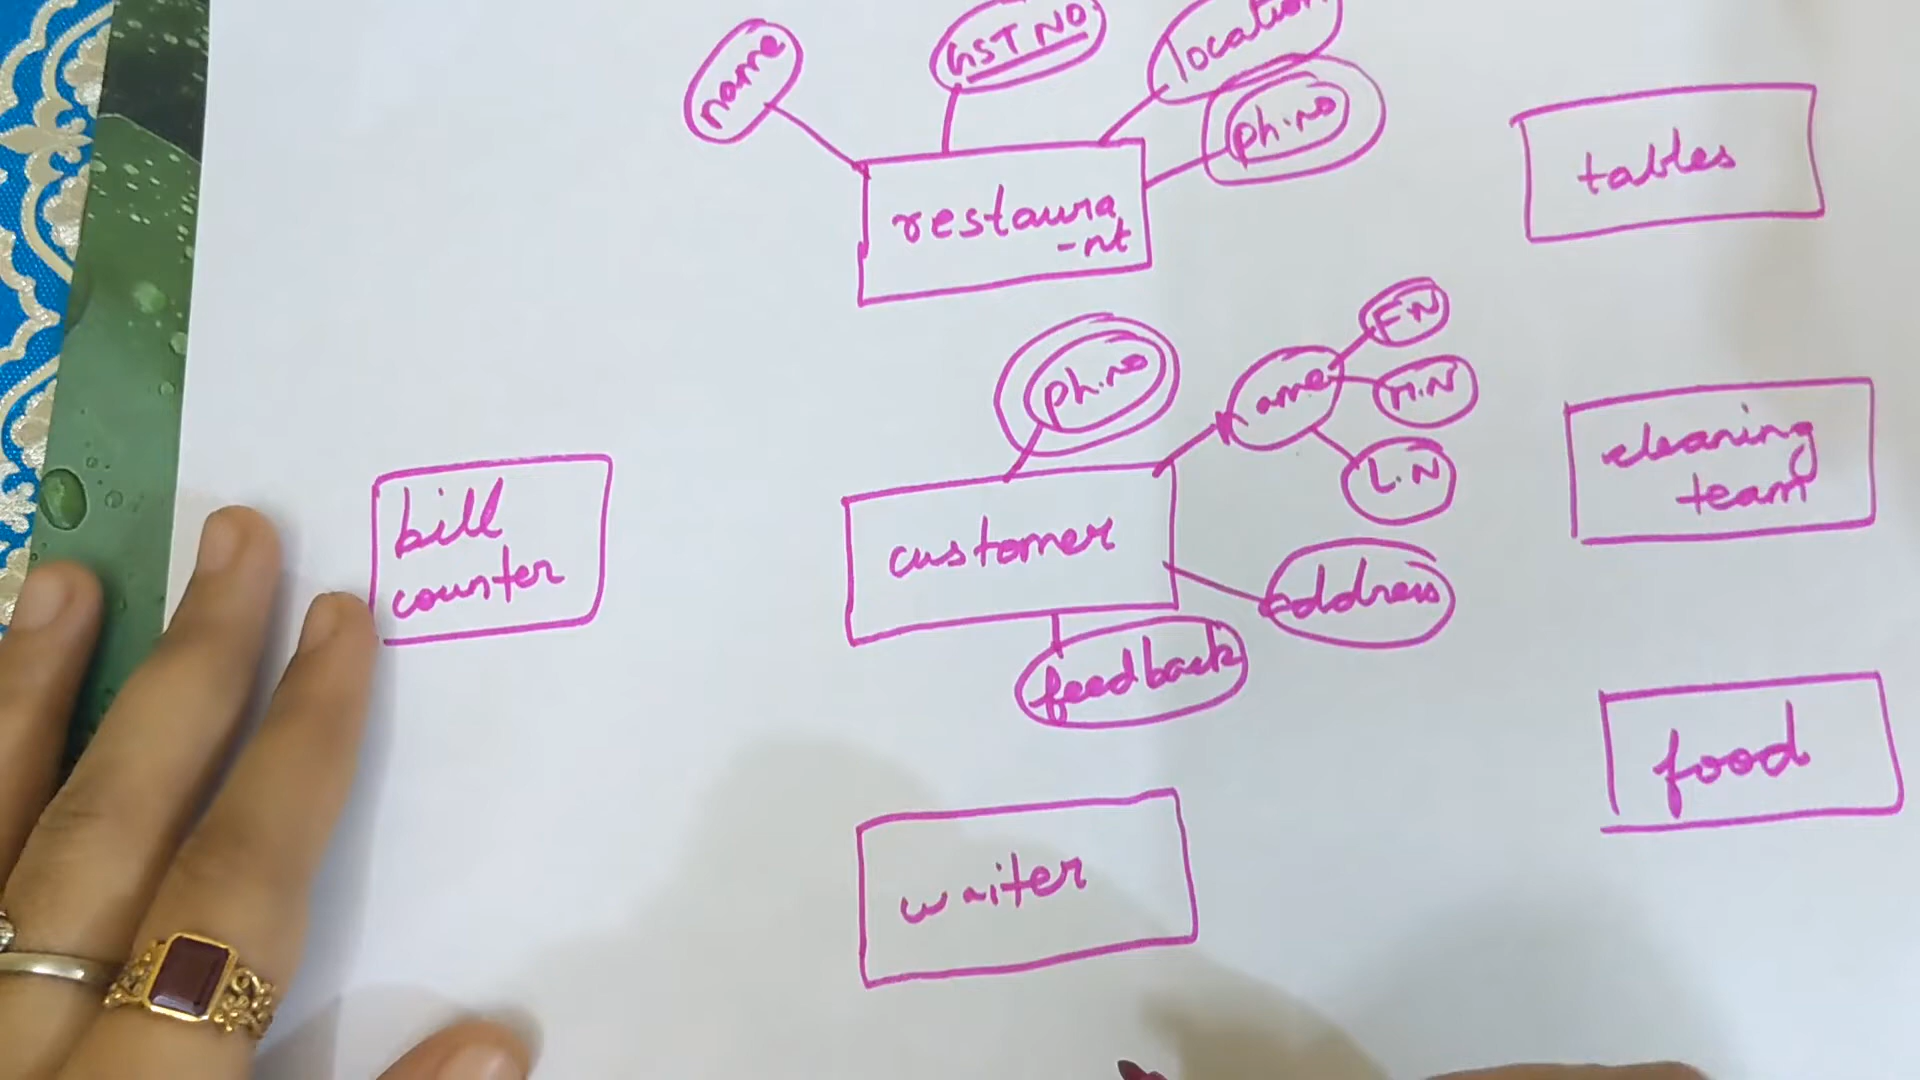 name
GST NO
location
ph.no
restaura
-nt
tables
ph.no
name
F.N
M.N
L.N
cleaning
team
bill
counter
customer
address
feedback
food
waiter